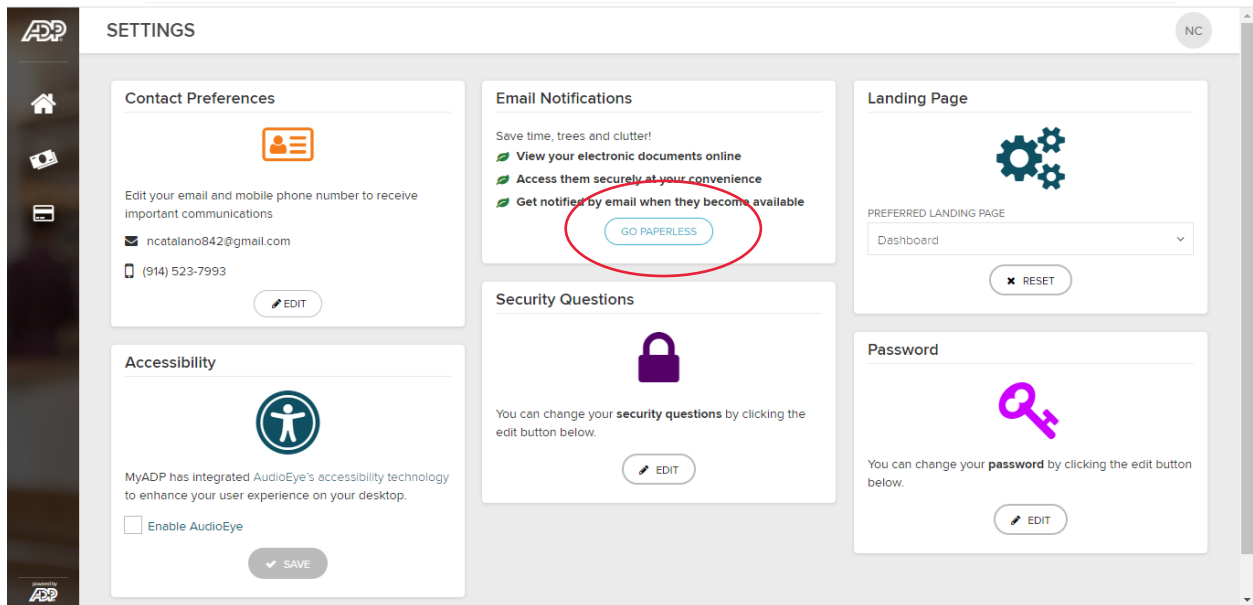 ADP
SETTINGS
NC
Contact Preferences
Edit your email and mobile phone number to receive
important communications
ncatalano842@gmail.com
(914) 523-7993
EDIT
Accessibility
MyADP has integrated AudioEye's accessibility technology
to enhance your user experience on your desktop.
Enable AudioEye
SAVE
Email Notifications
Save time, trees and clutter!
View your electronic documents online
Access them securely at your convenience
Get notified by email when they become available
GO PAPERLESS
Security Questions
You can change your security questions by clicking the
edit button below.
EDIT
Landing Page
PREFERRED LANDING PAGE
Dashboard
RESET
Password
You can change your password by clicking the edit button
below.
EDIT
powered by
ADP